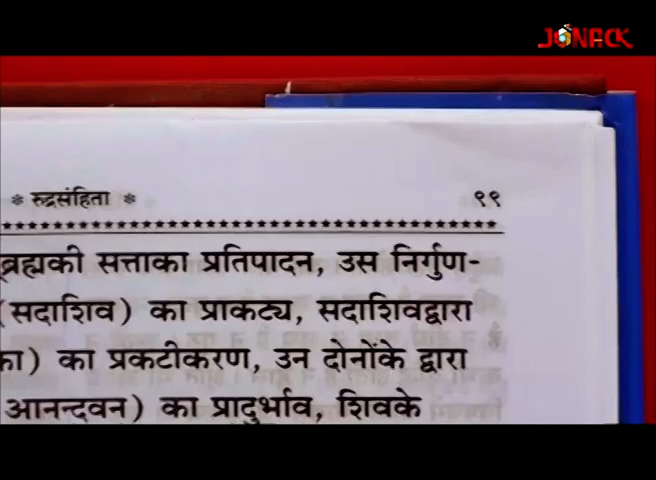 JONACK
* रुद्रसंहिता * ९९
ब्रह्मकी सत्ताका प्रतिपादन, उस निर्गुण-
(सदाशिव) का प्राकट्य, सदाशिवद्वारा
का) का प्रकटीकरण, उन दोनोंके द्वारा
आनन्दवन) का प्रादुर्भाव, शिवके